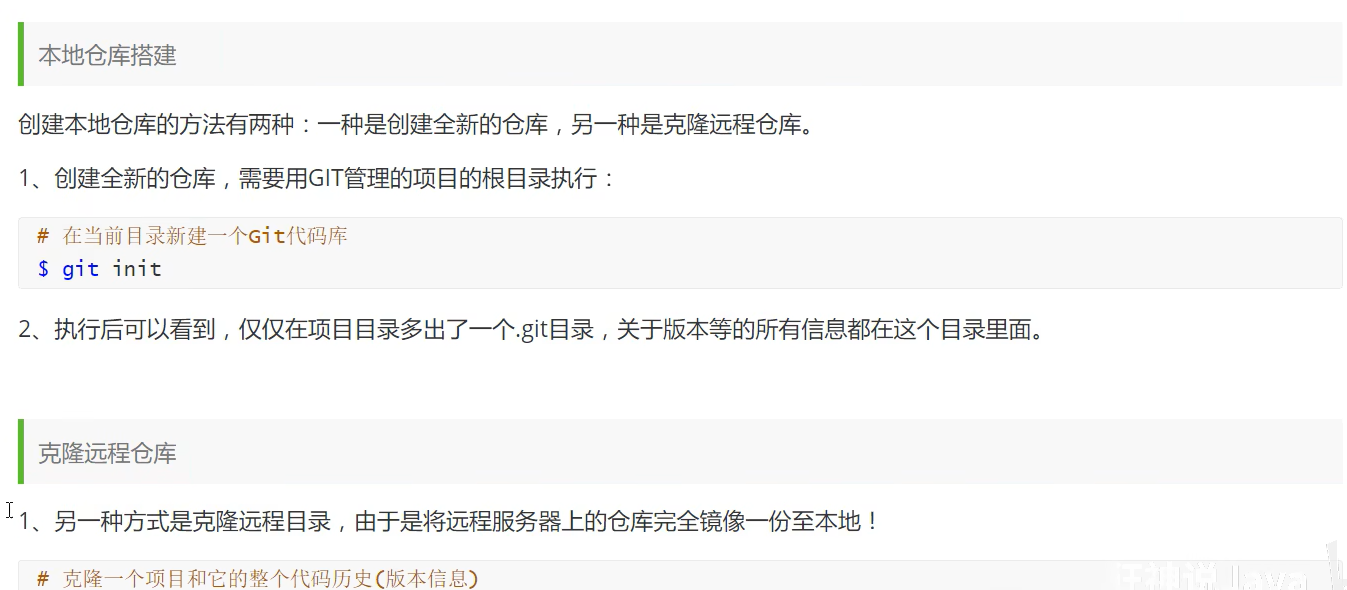 本地仓库搭建
创建本地仓库的方法有两种：一种是创建全新的仓库，另一种是克隆远程仓库。
1、创建全新的仓库，需要用GIT管理的项目的根目录执行：
# 在当前目录新建一个Git代码库
$ git init
2、执行后可以看到，仅仅在项目目录多出了一个.git目录，关于版本等的所有信息都在这个目录里面。
克隆远程仓库
1、另一种方式是克隆远程目录，由于是将远程服务器上的仓库完全镜像一份至本地！
# 克隆一个项目和它的整个代码历史(版本信息)